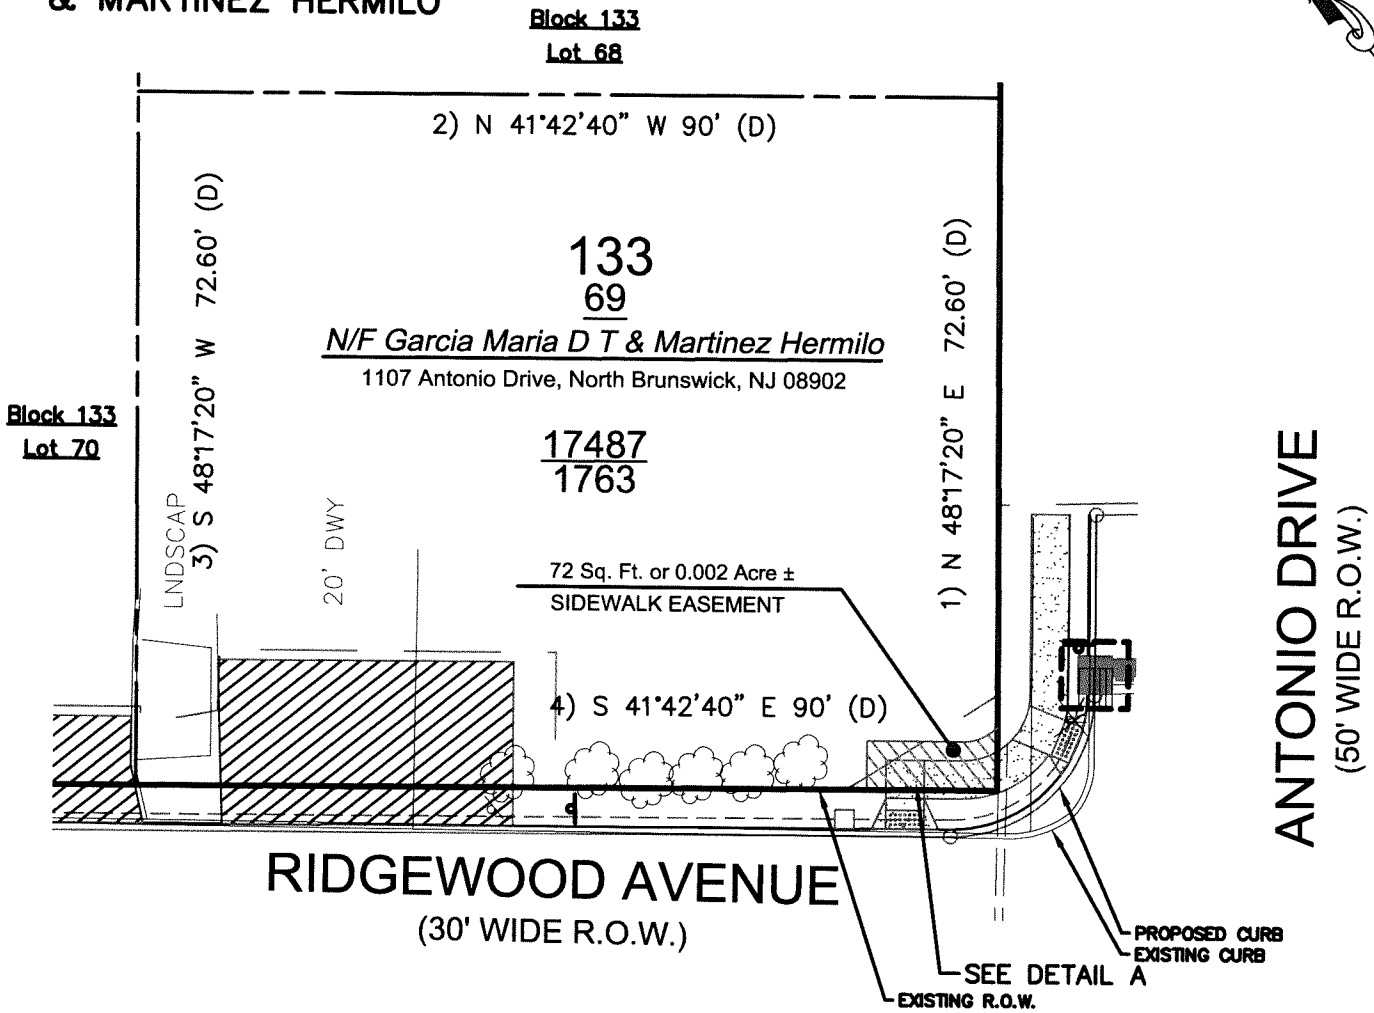 & MARTINEZ HERMILO
Block 133
Lot 68
2) N 41°42'40" W 90' (D)
3) S 48°17'20" W 72.60' (D)
1) N 48°17'20" E 72.60' (D)
133
69
N/F Garcia Maria D T & Martinez Hermilo
1107 Antonio Drive, North Brunswick, NJ 08902
Block 133
Lot 70
17487
1763
LNDSCAP
20' DWY
72 Sq. Ft. or 0.002 Acre ±
SIDEWALK EASEMENT
4) S 41°42'40" E 90' (D)
ANTONIO DRIVE
(50' WIDE R.O.W.)
RIDGEWOOD AVENUE
(30' WIDE R.O.W.)
PROPOSED CURB
EXISTING CURB
SEE DETAIL A
EXISTING R.O.W.